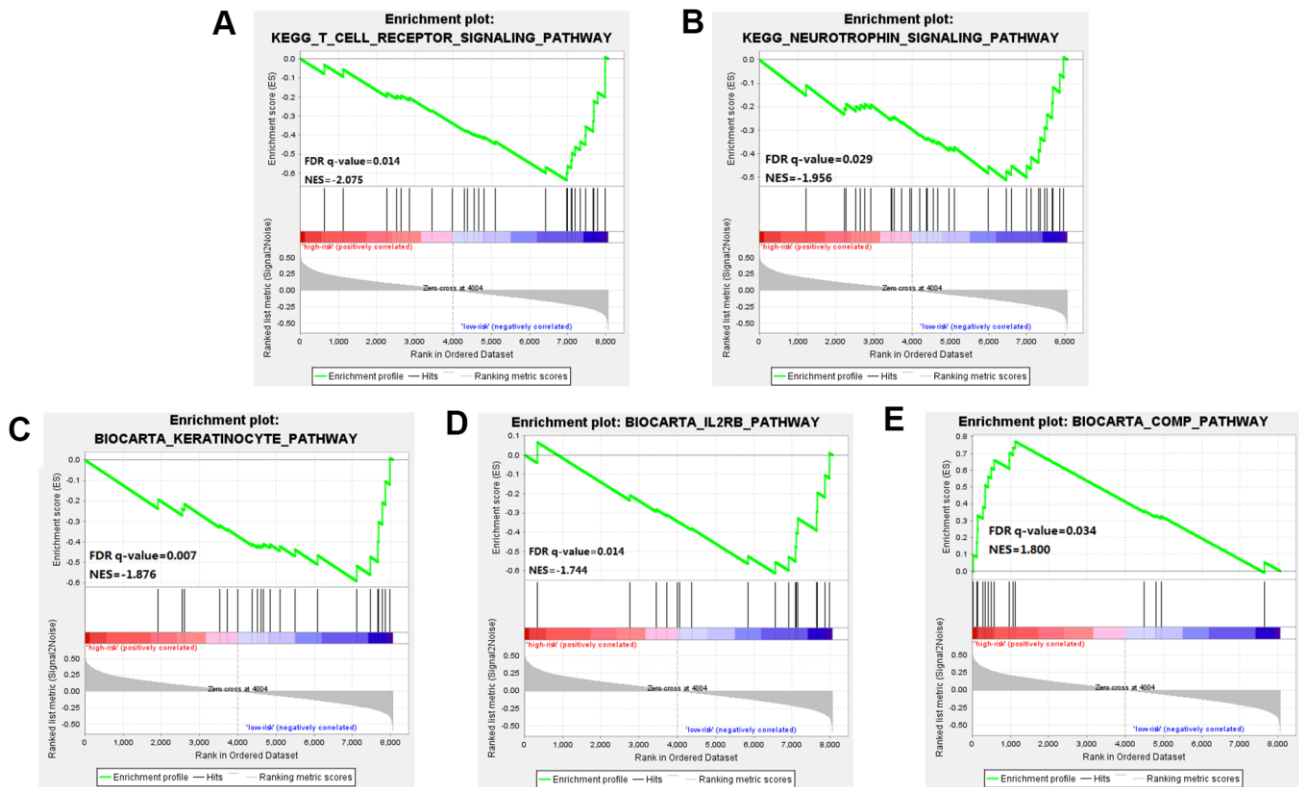 A
Enrichment plot:
KEGG_T_CELL_RECEPTOR_SIGNALING_PATHWAY
Enrichment score (ES)
0.0
-0.1
-0.2
-0.3
-0.4
-0.5
-0.6
FDR q-value=0.014
NES=-2.075
'high-risk' (positively correlated)
Ranked list metric (Signal2Noise)
0.50
0.25
0.00
-0.25
-0.50
Zero cross at 4004
'low-risk' (negatively correlated)
0 1,000 2,000 3,000 4,000 5,000 6,000 7,000 8,000
Rank in Ordered Dataset
Enrichment profile Hits Ranking metric scores
B
Enrichment plot:
KEGG_NEUROTROPHIN_SIGNALING_PATHWAY
Enrichment score (ES)
0.0
-0.1
-0.2
-0.3
-0.4
-0.5
FDR q-value=0.029
NES=-1.956
'high-risk' (positively correlated)
Ranked list metric (Signal2Noise)
0.50
0.25
0.00
-0.25
-0.50
Zero cross at 4004
'low-risk' (negatively correlated)
0 1,000 2,000 3,000 4,000 5,000 6,000 7,000 8,000
Rank in Ordered Dataset
Enrichment profile Hits Ranking metric scores
C
Enrichment plot:
BIOCARTA_KERATINOCYTE_PATHWAY
Enrichment score (ES)
0.0
-0.1
-0.2
-0.3
-0.4
-0.5
-0.6
FDR q-value=0.007
NES=-1.876
'high-risk' (positively correlated)
Ranked list metric (Signal2Noise)
0.50
0.25
0.00
-0.25
-0.50
Zero cross at 4004
'low-risk' (negatively correlated)
0 1,000 2,000 3,000 4,000 5,000 6,000 7,000 8,000
Rank in Ordered Dataset
Enrichment profile Hits Ranking metric scores
D
Enrichment plot: BIOCARTA_IL2RB_PATHWAY
Enrichment score (ES)
0.1
0.0
-0.1
-0.2
-0.3
-0.4
-0.5
-0.6
FDR q-value=0.014
NES=-1.744
'high-risk' (positively correlated)
Ranked list metric (Signal2Noise)
0.50
0.25
0.00
-0.25
-0.50
Zero cross at 4004
'low-risk' (negatively correlated)
0 1,000 2,000 3,000 4,000 5,000 6,000 7,000 8,000
Rank in Ordered Dataset
Enrichment profile Hits Ranking metric scores
E
Enrichment plot: BIOCARTA_COMP_PATHWAY
Enrichment score (ES)
0.8
0.7
0.6
0.5
0.4
0.3
0.2
0.1
0.0
FDR q-value=0.034
NES=1.800
'high-risk' (positively correlated)
Ranked list metric (Signal2Noise)
0.50
0.25
0.00
-0.25
-0.50
Zero cross at 4004
'low-risk' (negatively correlated)
0 1,000 2,000 3,000 4,000 5,000 6,000 7,000 8,000
Rank in Ordered Dataset
Enrichment profile Hits Ranking metric scores